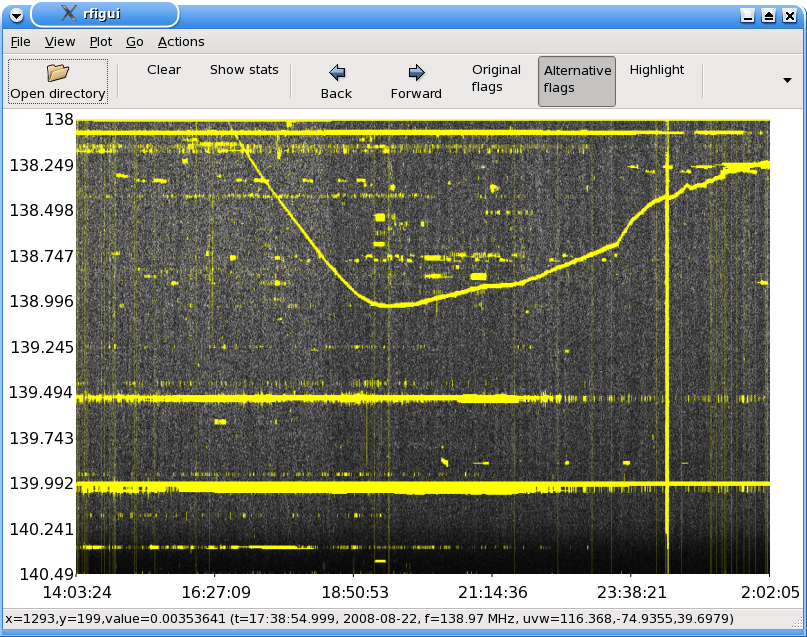 rfigui
File View Plot Go Actions
Open directory Clear Show stats Back Forward Original flags Alternative flags Highlight
138
138.249
138.498
138.747
138.996
139.245
139.494
139.743
139.992
140.241
140.49
14:03:24 16:27:09 18:50:53 21:14:36 23:38:21 2:02:05
x=1293,y=199,value=0.00353641 (t=17:38:54.999, 2008-08-22, f=138.97 MHz, uvw=116.368,-74.9355,39.6979)